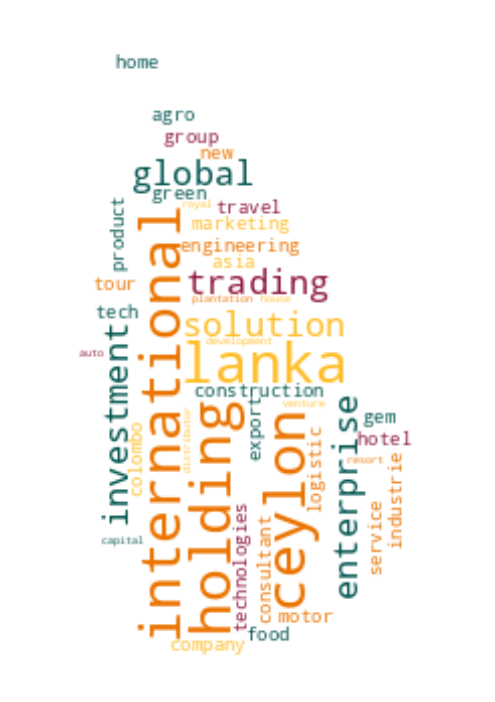 home
agro
group
new
global
green
royal
travel
product
marketing
engineering
asia
tour
trading
plantation house
tech
international
solution
development
auto
investment
lanka
construction
venture
holding
export
ceylon
enterprise
gem
hotel
resort
colombo
distributor
logistic
industrie
service
capital
technologies
consultant
motor
food
company